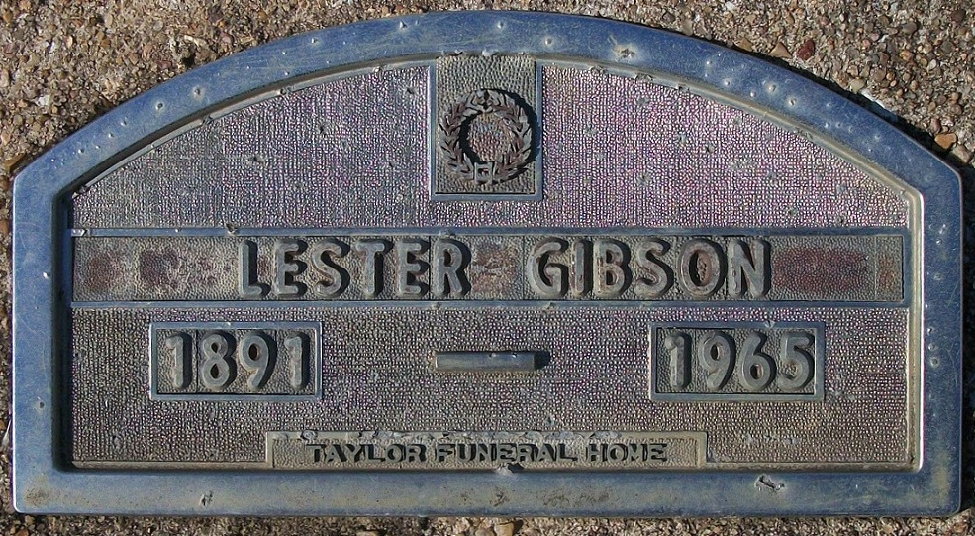 LESTER GIBSON
1891 — 1965
TAYLOR FUNERAL HOME